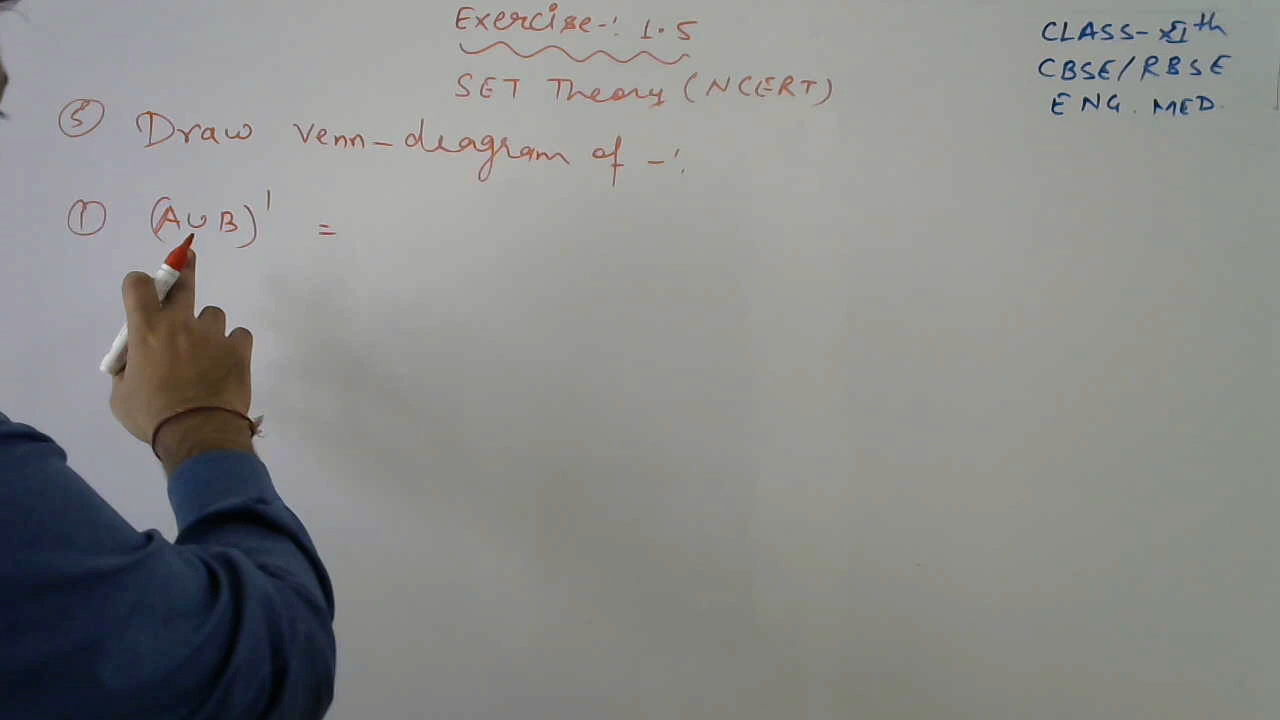 Exercise-: 1.5
SET Theory (NCERT)
CLASS-XIth
CBSE/RBSE
ENG. MED.
⑤ Draw venn-diagram of -:
① (A∪B)' =